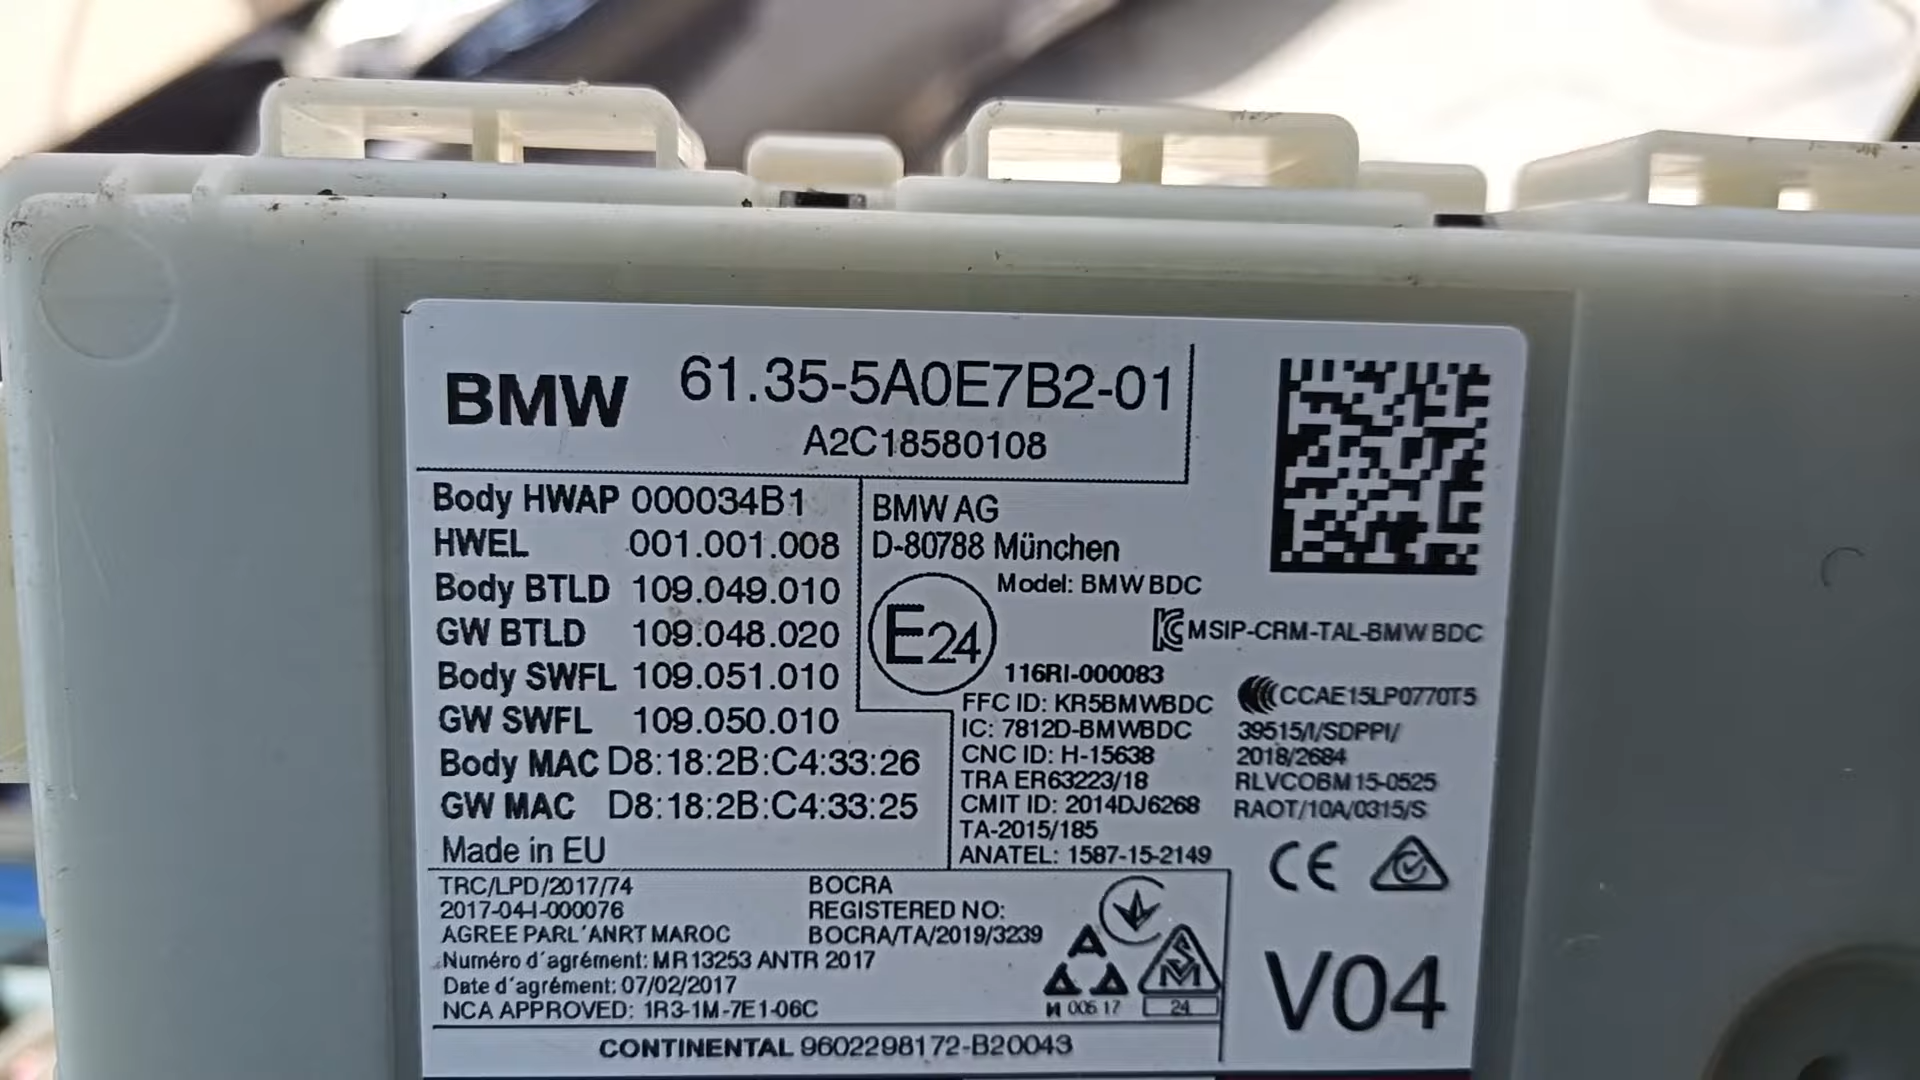 BMW 61.35-5A0E7B2-01
A2C18580108
Body HWAP 000034B1
HWEL 001.001.008
Body BTLD 109.049.010
GW BTLD 109.048.020
Body SWFL 109.051.010
GW SWFL 109.050.010
Body MAC D8:18:2B:C4:33:26
GW MAC D8:18:2B:C4:33:25
Made in EU
BMW AG
D-80788 München
Model: BMW BDC
E24
MSIP-CRM-TAL-BMW BDC
116RI-000083
FFC ID: KR5BMWBDC
IC: 7812D-BMWBDC
CNC ID: H-15638
TRA ER63223/18
CMIT ID: 2014DJ6268
TA-2015/185
ANATEL: 1587-15-2149
CCAE15LP0770T5
39515/I/SDPPI/
2018/2684
RLVCOBM15-0525
RAOT/10A/0315/S
CE
TRC/LPD/2017/74
2017-04-I-000076
AGREE PAR L'ANRT MAROC
Numéro d'agrément: MR 13253 ANTR 2017
Date d'agrément: 07/02/2017
NCA APPROVED: 1R3-1M-7E1-06C
BOCRA
REGISTERED NO:
BOCRA/TA/2019/3239
005 17
24
V04
CONTINENTAL 9602298172-B20043